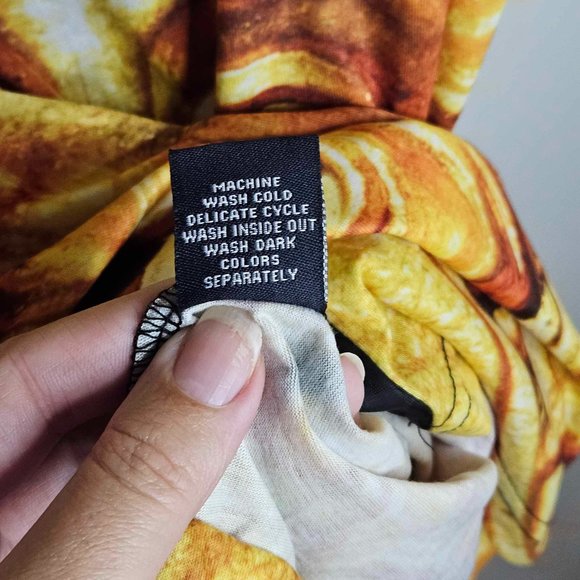 MACHINE
WASH COLD
DELICATE CYCLE
WASH INSIDE OUT
WASH DARK
COLORS
SEPARATELY